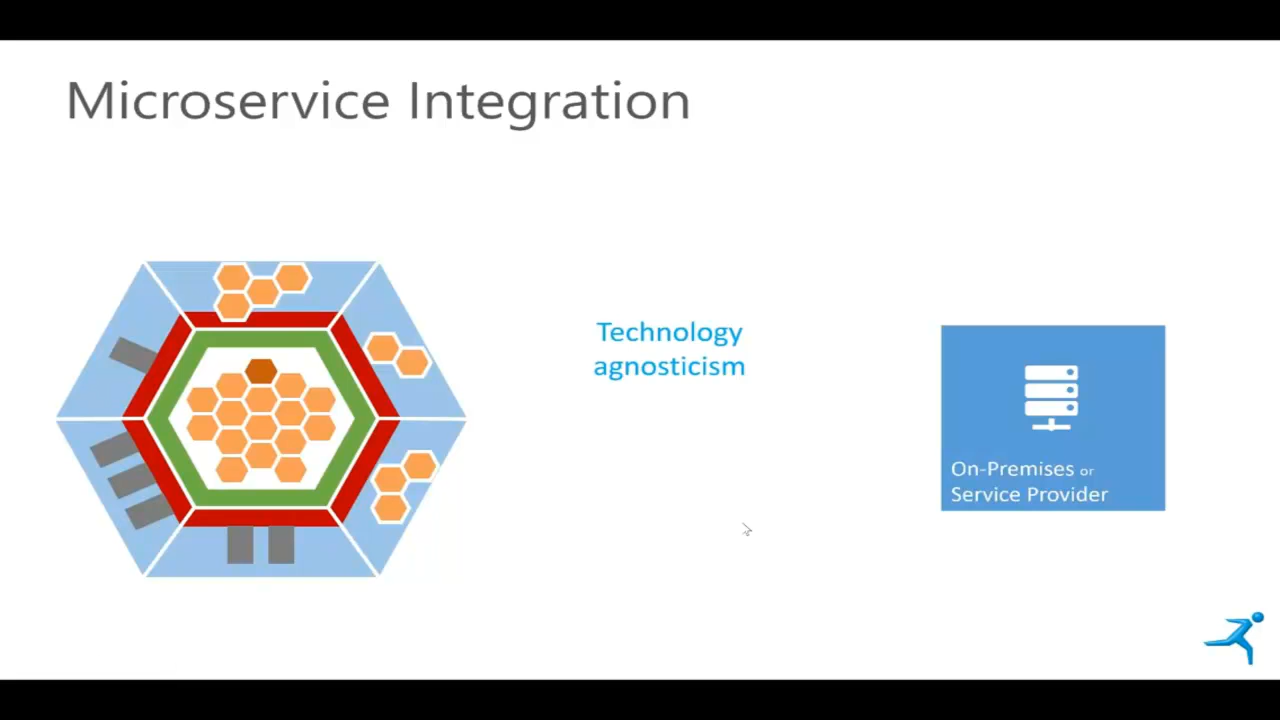 Microservice Integration
Technology
agnosticism
On-Premises or
Service Provider